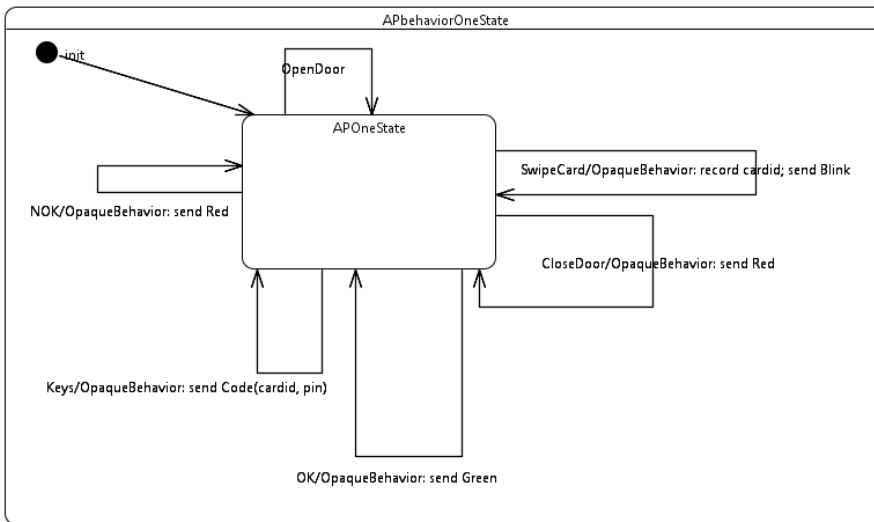 APbehaviorOneState
init
OpenDoor
APOneState
SwipeCard/OpaqueBehavior: record cardid; send Blink
NOK/OpaqueBehavior: send Red
CloseDoor/OpaqueBehavior: send Red
Keys/OpaqueBehavior: send Code(cardid, pin)
OK/OpaqueBehavior: send Green